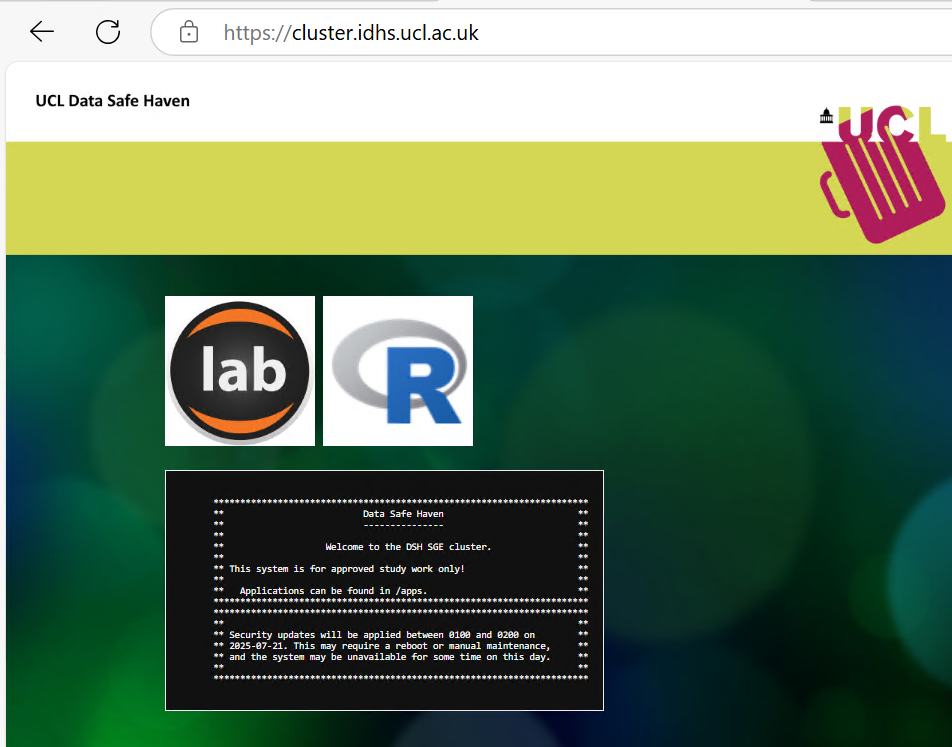 https://cluster.idhs.ucl.ac.uk
UCL Data Safe Haven
UCL
lab
R
***********************************************************************
** Data Safe Haven **
** --------------- **
** **
** Welcome to the DSH SGE cluster. **
** **
** This system is for approved study work only! **
** **
** Applications can be found in /apps. **
***********************************************************************
***********************************************************************
** **
** Security updates will be applied between 0100 and 0200 on **
** 2025-07-21. This may require a reboot or manual maintenance, **
** and the system may be unavailable for some time on this day. **
** **
***********************************************************************